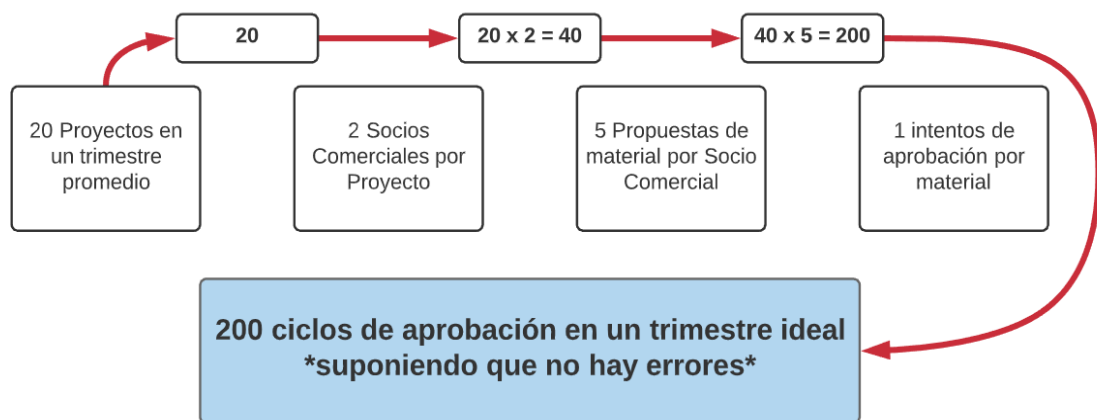 20
20 x 2 = 40
40 x 5 = 200
20 Proyectos en
un trimestre
promedio
2 Socios
Comerciales por
Proyecto
5 Propuestas de
material por Socio
Comercial
1 intentos de
aprobación por
material
200 ciclos de aprobación en un trimestre ideal
*suponiendo que no hay errores*